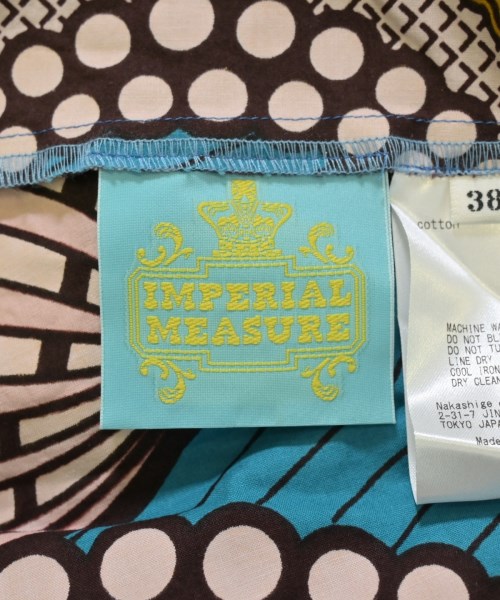 IMPERIAL
MEASURE
38
cotton
MACHINE WA
DO NOT BL
DO NOT TU
LINE DRY
COOL IRON
DRY CLEAN
Nakashige
2-31-7 JIN
TOKYO JAPA
Made